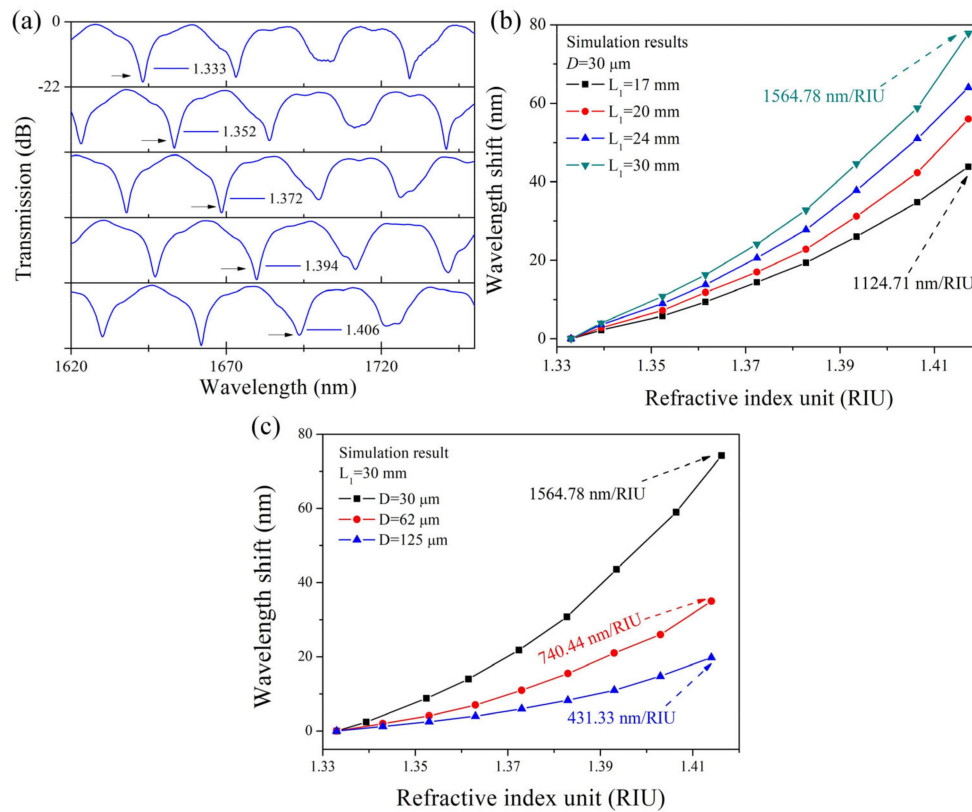 (a)
0
-22
Transmission (dB)
1.333
1.352
1.372
1.394
1.406
1620
1670
1720
Wavelength (nm)
(b)
80
60
40
20
0
Wavelength shift (nm)
Simulation results
D=30 μm
L₁=17 mm
L₁=20 mm
L₁=24 mm
L₁=30 mm
1564.78 nm/RIU
1124.71 nm/RIU
1.33
1.35
1.37
1.39
1.41
Refractive index unit (RIU)
(c)
80
60
40
20
0
Wavelength shift (nm)
Simulation result
L₁=30 mm
D=30 μm
D=62 μm
D=125 μm
1564.78 nm/RIU
740.44 nm/RIU
431.33 nm/RIU
1.33
1.35
1.37
1.39
1.41
Refractive index unit (RIU)